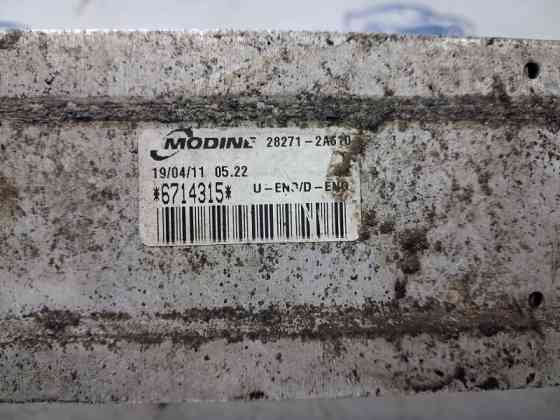 MODINE 28271-2A610
19/04/11 05.22
*6714315* U-ENG/D-ENG